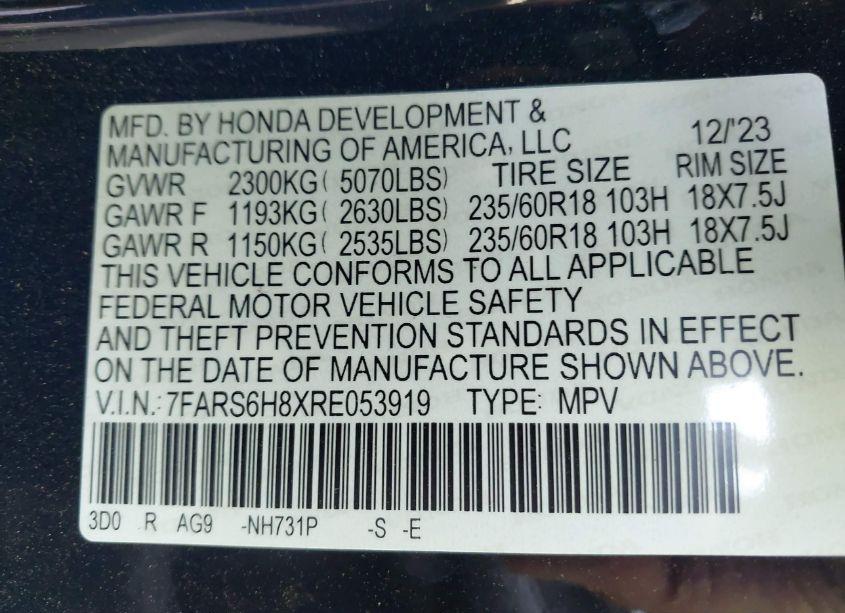 MFD. BY HONDA DEVELOPMENT &
MANUFACTURING OF AMERICA, LLC 12/'23
GVWR 2300KG( 5070LBS) TIRE SIZE RIM SIZE
GAWR F 1193KG( 2630LBS) 235/60R18 103H 18X7.5J
GAWR R 1150KG( 2535LBS) 235/60R18 103H 18X7.5J
THIS VEHICLE CONFORMS TO ALL APPLICABLE
FEDERAL MOTOR VEHICLE SAFETY
AND THEFT PREVENTION STANDARDS IN EFFECT
ON THE DATE OF MANUFACTURE SHOWN ABOVE.
V.I.N.: 7FARS6H8XRE053919 TYPE: MPV
3D0 R AG9 -NH731P -S -E